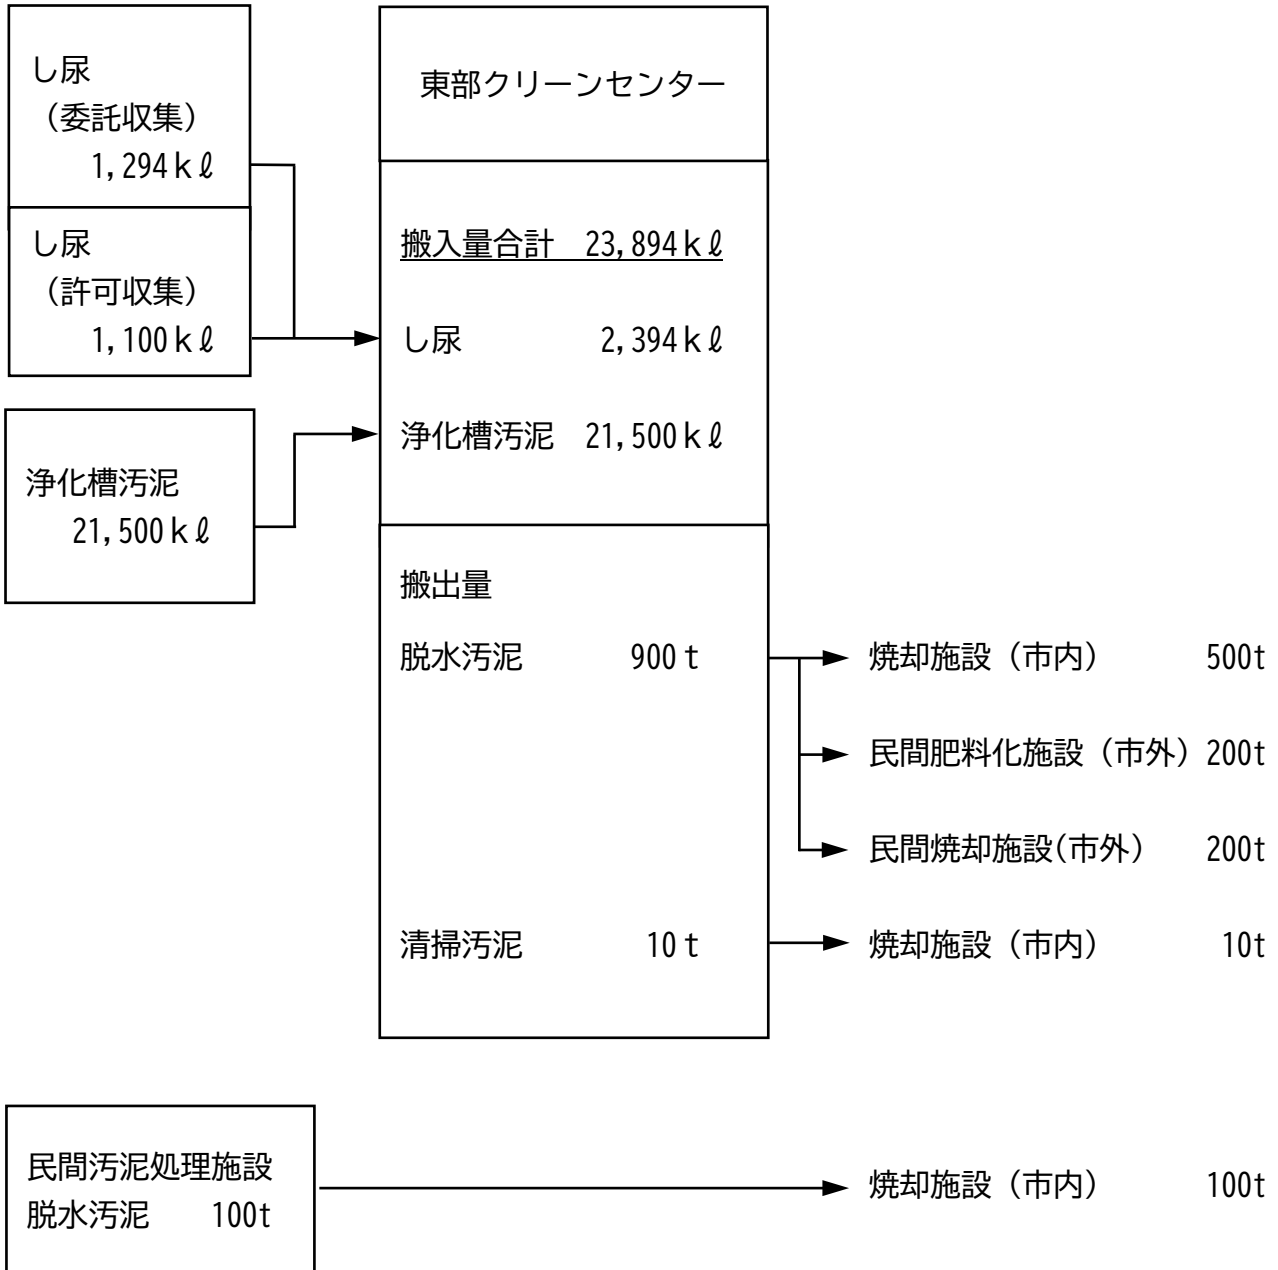 し尿
（委託収集）
1,294ｋℓ
し尿
（許可収集）
1,100ｋℓ
浄化槽汚泥
21,500ｋℓ
東部クリーンセンター
搬入量合計　23,894ｋℓ
し尿　2,394ｋℓ
浄化槽汚泥　21,500ｋℓ
搬出量
脱水汚泥　900ｔ
焼却施設（市内）　500t
民間肥料化施設（市外）200t
民間焼却施設(市外）　200t
清掃汚泥　10ｔ
焼却施設（市内）　10t
民間汚泥処理施設
脱水汚泥　100t
焼却施設（市内）　100t